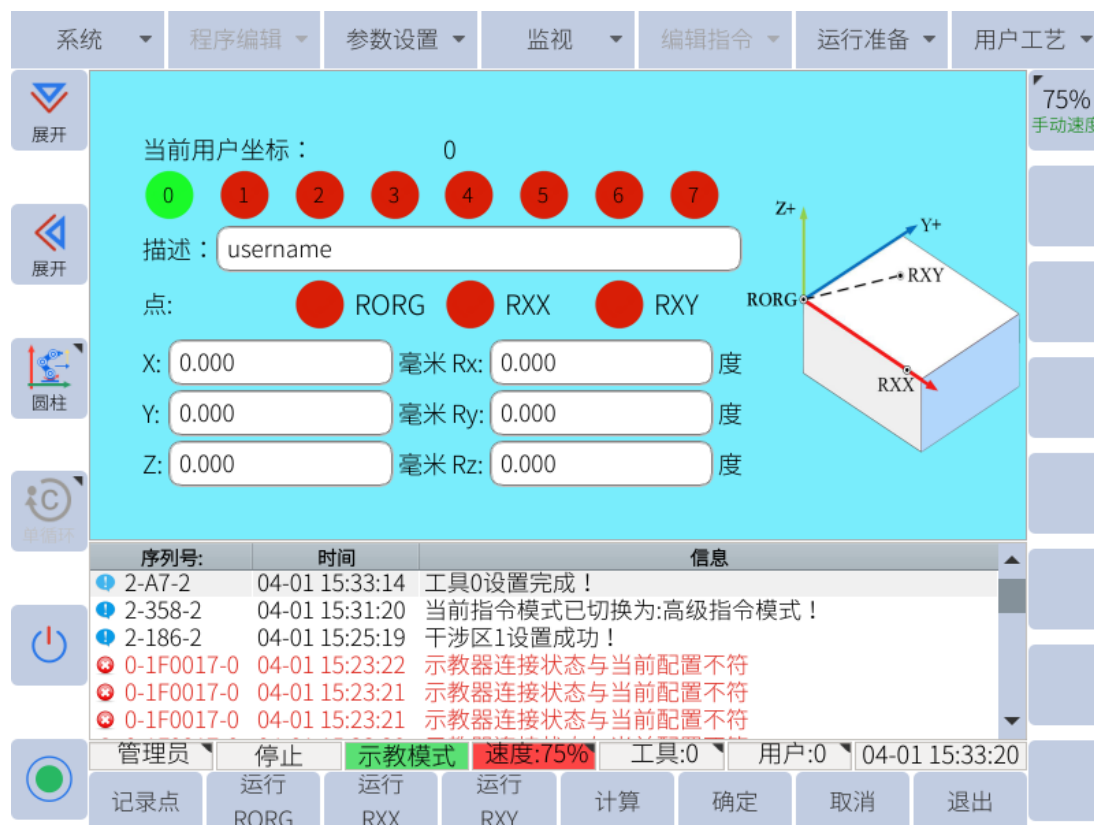 系统 程序编辑 参数设置 监视 编辑指令 运行准备 用户工艺
展开
75%
手动速度
当前用户坐标： 0
0 1 2 3 4 5 6 7
展开
描述： username
点: RORG RXX RXY
Z+
Y+
RXY
RORG
RXX
圆柱
X: 0.000 毫米 Rx: 0.000 度
Y: 0.000 毫米 Ry: 0.000 度
Z: 0.000 毫米 Rz: 0.000 度
C
单循环
序列号: 时间 信息
2-A7-2 04-01 15:33:14 工具0设置完成！
2-358-2 04-01 15:31:20 当前指令模式已切换为:高级指令模式！
2-186-2 04-01 15:25:19 干涉区1设置成功！
0-1F0017-0 04-01 15:23:22 示教器连接状态与当前配置不符
0-1F0017-0 04-01 15:23:21 示教器连接状态与当前配置不符
0-1F0017-0 04-01 15:23:21 示教器连接状态与当前配置不符
管理员 停止 示教模式 速度:75% 工具:0 用户:0 04-01 15:33:20
记录点 运行 RORG 运行 RXX 运行 RXY 计算 确定 取消 退出